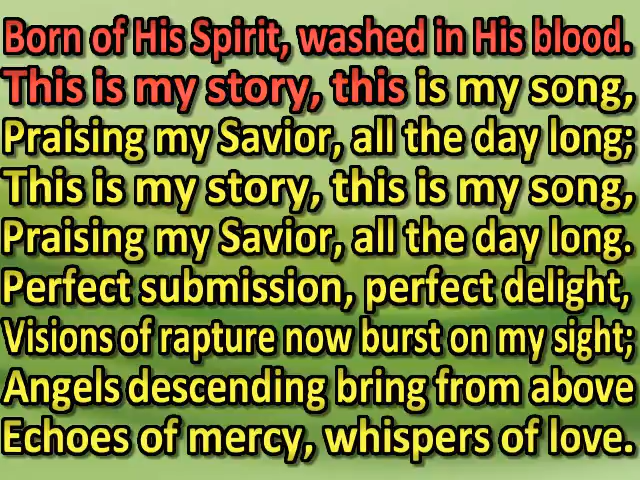 Born of His Spirit, washed in His blood.
This is my story, this is my song,
Praising my Savior, all the day long;
This is my story, this is my song,
Praising my Savior, all the day long.
Perfect submission, perfect delight,
Visions of rapture now burst on my sight;
Angels descending bring from above
Echoes of mercy, whispers of love.